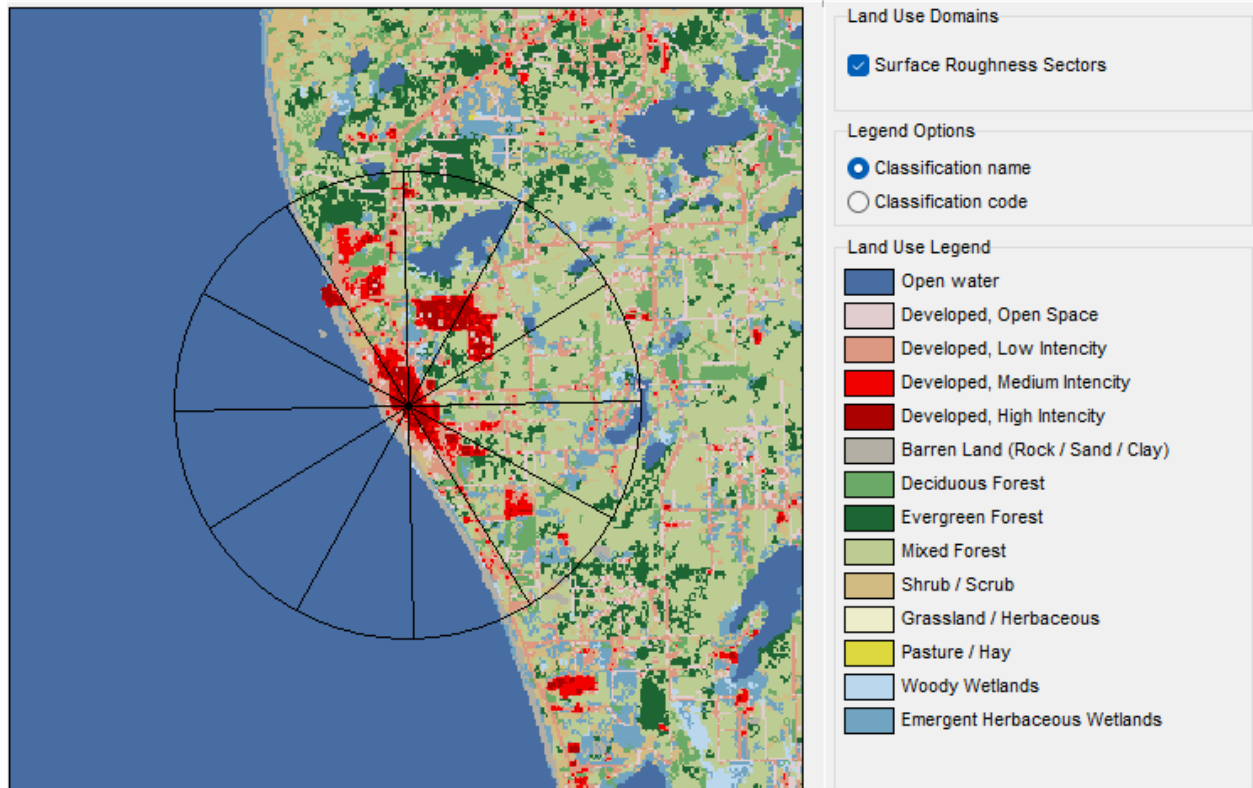 Land Use Domains
Surface Roughness Sectors
Legend Options
Classification name
Classification code
Land Use Legend
Open water
Developed, Open Space
Developed, Low Intencity
Developed, Medium Intencity
Developed, High Intencity
Barren Land (Rock / Sand / Clay)
Deciduous Forest
Evergreen Forest
Mixed Forest
Shrub / Scrub
Grassland / Herbaceous
Pasture / Hay
Woody Wetlands
Emergent Herbaceous Wetlands